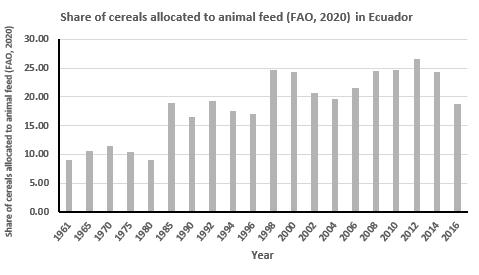 Share of cereals allocated to animal feed (FAO, 2020) in Ecuador
Share of cereals allocated to animal feed (FAO, 2020)
30.00
25.00
20.00
15.00
10.00
5.00
0.00
1961 1965 1970 1975 1980 1985 1990 1992 1994 1996 1998 2000 2002 2004 2006 2008 2010 2012 2014 2016
Year